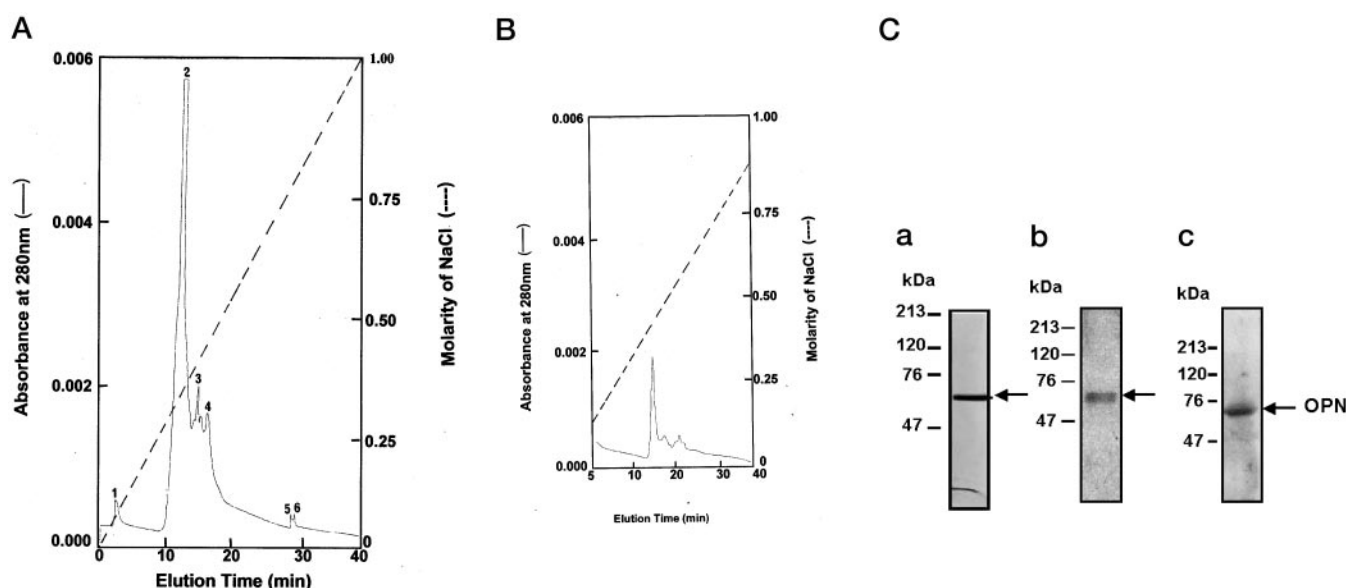 A
0.006
0.004
0.002
0.000
Absorbance at 280nm (——)
1
2
3
4
5 6
1.00
0.75
0.50
0.25
0
Molarity of NaCl (----)
0 10 20 30 40
Elution Time (min)
B
0.006
0.004
0.002
0.000
Absorbance at 280nm (——)
1.00
0.75
0.50
0.25
0
Molarity of NaCl (----)
5 10 20 30 40
Elution Time (min)
C
a
kDa
213
120
76
47
b
kDa
213
120
76
47
c
kDa
213
120
76
47
OPN